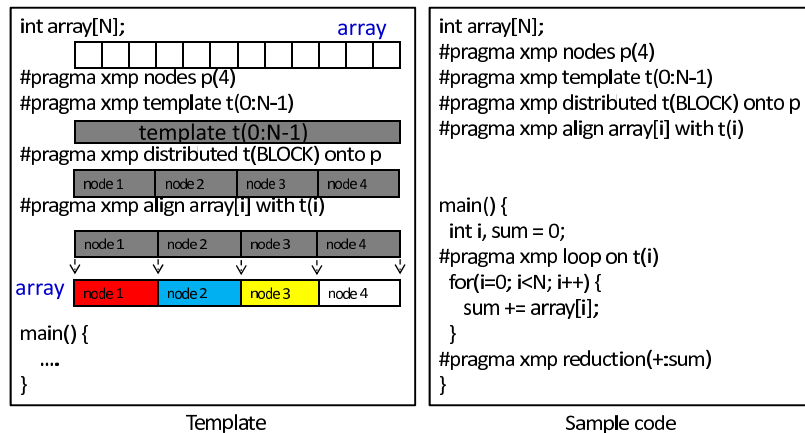 int array[N];
array
#pragma xmp nodes p(4)
#pragma xmp template t(0:N-1)
template t(0:N-1)
#pragma xmp distributed t(BLOCK) onto p
node 1 node 2 node 3 node 4
#pragma xmp align array[i] with t(i)
node 1 node 2 node 3 node 4
array node 1 node 2 node 3 node 4
main() {
....
}
Template
int array[N];
#pragma xmp nodes p(4)
#pragma xmp template t(0:N-1)
#pragma xmp distributed t(BLOCK) onto p
#pragma xmp align array[i] with t(i)
main() {
int i, sum = 0;
#pragma xmp loop on t(i)
for(i=0; i<N; i++) {
sum += array[i];
}
#pragma xmp reduction(+:sum)
}
Sample code